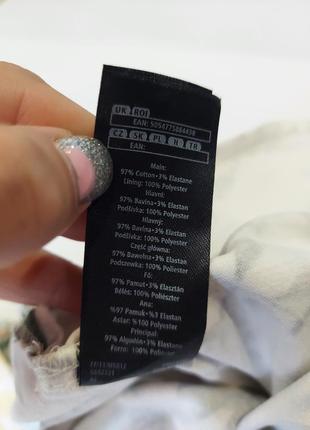 UK ROI
EAN: 5054775884438
CZ SK PL H TR
EAN:
Main:
97% Cotton•3% Elastane
Lining: 100% Polyester
Hlavní:
97% Bavlna•3% Elastan
Podšívka: 100% Polyester
Hlavný:
97% Bavlna•3% Elastan
Podšívka: 100% Polyester
Część główna:
97% Bawełna•3% Elastan
Podszewka: 100% Poliester
Fő:
97% Pamut•3% Elasztán
Bélés: 100% Poliészter
Ana:
%97 Pamuk•%3 Elastan
Astar: %100 Polyester
Principal:
97% Algodón•3% Elastano
Forro: 100% Poliéster